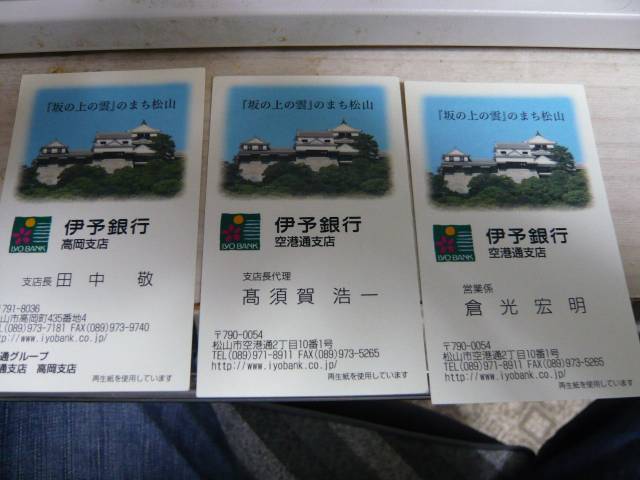 『坂の上の雲』のまち松山
IYO BANK
伊予銀行
高岡支店
支店長 田中 敬
791-8036
山市高岡町435番地4
(089)973-7181 FAX(089)973-9740
http://www.iyobank.co.jp/
通グループ
通支店 高岡支店
再生紙を使用しています
『坂の上の雲』のまち松山
IYO BANK
伊予銀行
空港通支店
支店長代理
髙須賀 浩一
〒790-0054
松山市空港通2丁目10番1号
TEL(089)971-8911 FAX(089)973-5265
http://www.iyobank.co.jp/
再生紙を使用しています
『坂の上の雲』のまち松山
IYO BANK
伊予銀行
空港通支店
営業係
倉光宏明
〒790-0054
松山市空港通2丁目10番1号
TEL(089)971-8911 FAX(089)973-5265
http://www.iyobank.co.jp/
再生紙を使用しています